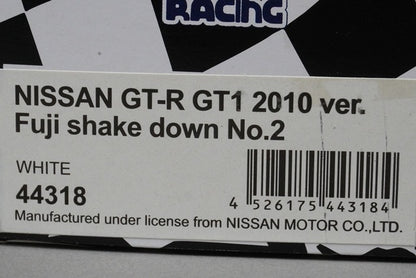 RACING
NISSAN GT-R GT1 2010 ver.
Fuji shake down No.2
WHITE
44318
4 526175 443184
Manufactured under license from NISSAN MOTOR CO.,LTD.